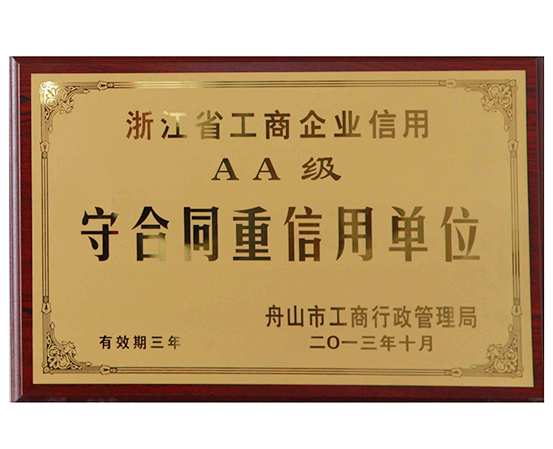 浙江省工商企业信用
AA级
守合同重信用单位
舟山市工商行政管理局
有效期三年
二〇一三年十月